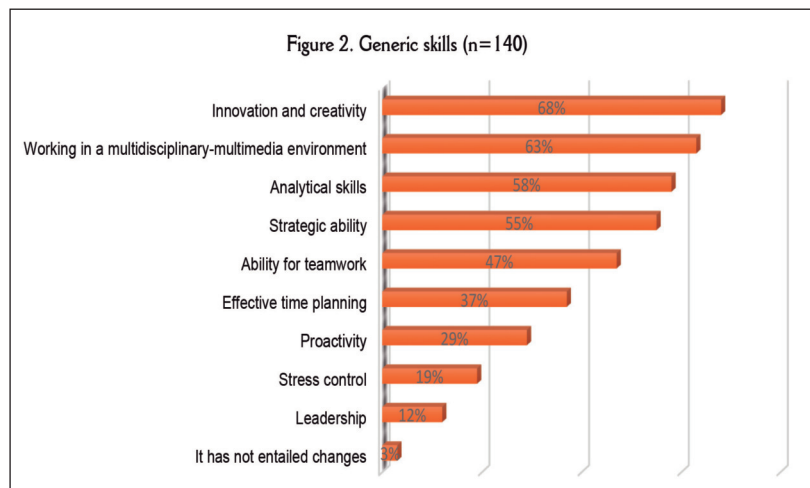 Figure 2. Generic skills (n=140)
Innovation and creativity 68%
Working in a multidisciplinary-multimedia environment 63%
Analytical skills 58%
Strategic ability 55%
Ability for teamwork 47%
Effective time planning 37%
Proactivity 29%
Stress control 19%
Leadership 12%
It has not entailed changes 3%